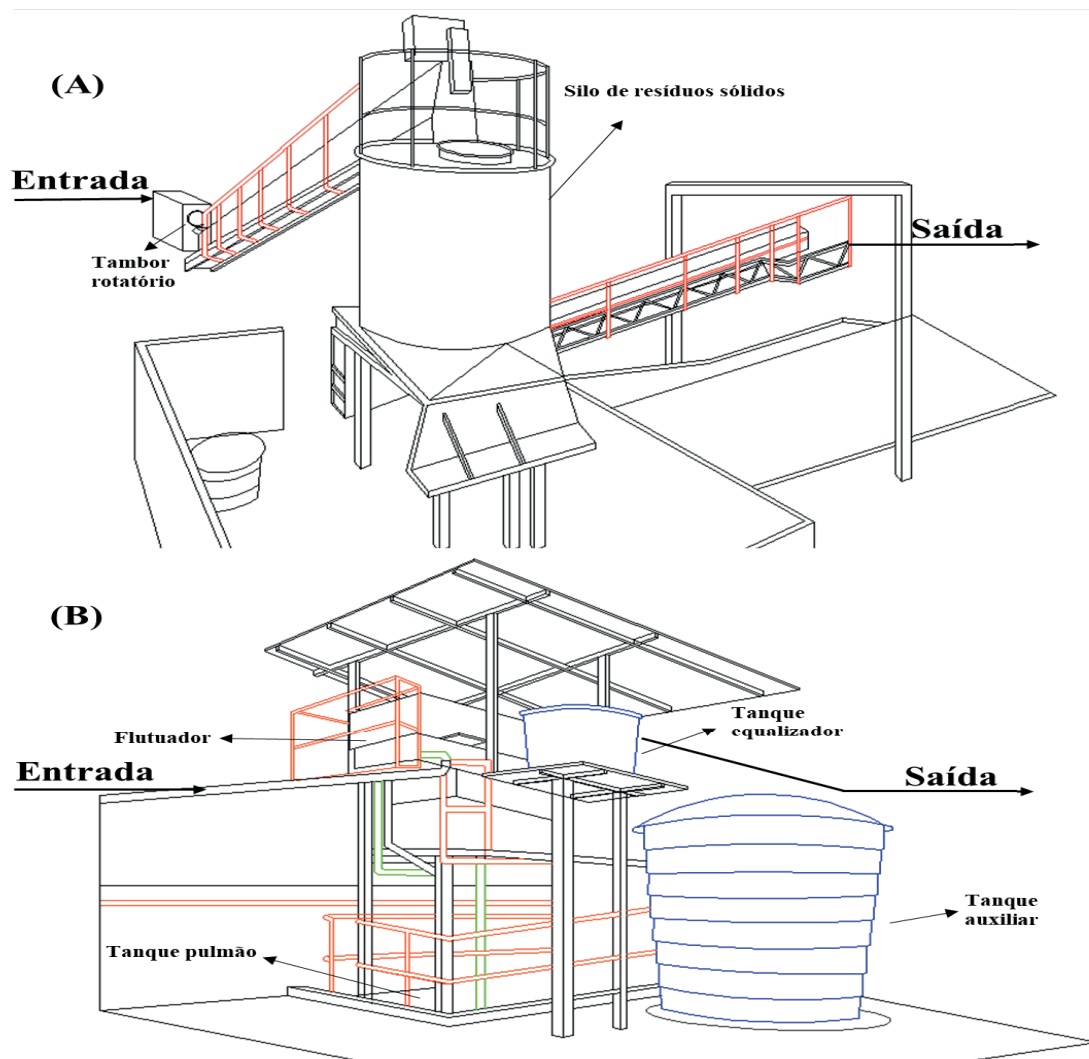 (A)
Silo de resíduos sólidos
Entrada
Saída
Tambor
rotatório
(B)
Tanque
equalizador
Flutuador
Entrada
Saída
Tanque
auxiliar
Tanque pulmão